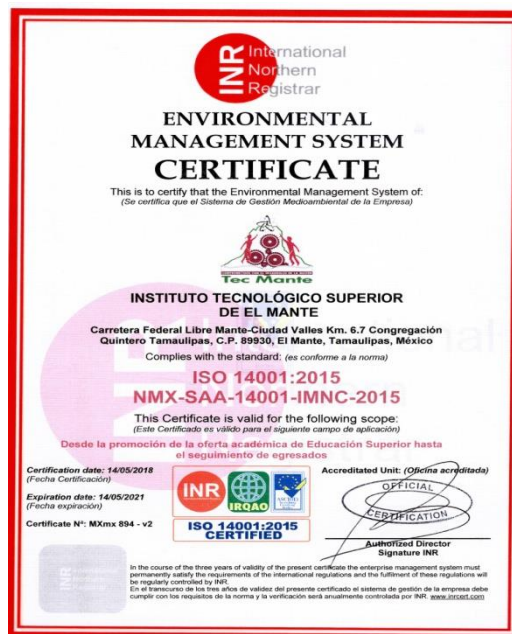 INR International
Northern
Registrar
ENVIRONMENTAL
MANAGEMENT SYSTEM
CERTIFICATE
This is to certify that the Environmental Management System of:
(Se certifica que el Sistema de Gestión Medioambiental de la Empresa)
Tec Mante
INSTITUTO TECNOLÓGICO SUPERIOR
DE EL MANTE
Carretera Federal Libre Mante-Ciudad Valles Km. 6.7 Congregación
Quintero Tamaulipas, C.P. 89930, El Mante, Tamaulipas, México
Complies with the standard: (es conforme a la norma)
ISO 14001:2015
NMX-SAA-14001-IMNC-2015
This Certificate is valid for the following scope:
(Este Certificado es válido para el siguiente campo de aplicación)
Desde la promoción de la oferta académica de Educación Superior hasta
el seguimiento de egresados
Certification date: 14/05/2018
(Fecha Certificación)
Expiration date: 14/05/2021
(Fecha expiración)
Certificate Nº: MXmx 894 - v2
INR
IRQAO
ISO 14001:2015
CERTIFIED
Accredited Unit: (Oficina acreditada)
OFFICIAL
CERTIFICATION
Authorized Director
Signature INR
In the course of the three years of validity of the present certificate the enterprise management system must
permanently satisfy the requirements of the international regulations and the fulfilment of these regulations will
be regularly controlled by INR.
En el transcurso de los tres años de validez del presente certificado el sistema de gestión de la empresa debe
cumplir con los requisitos de la norma y la verificación será anualmente controlada por INR. www.inrcert.com